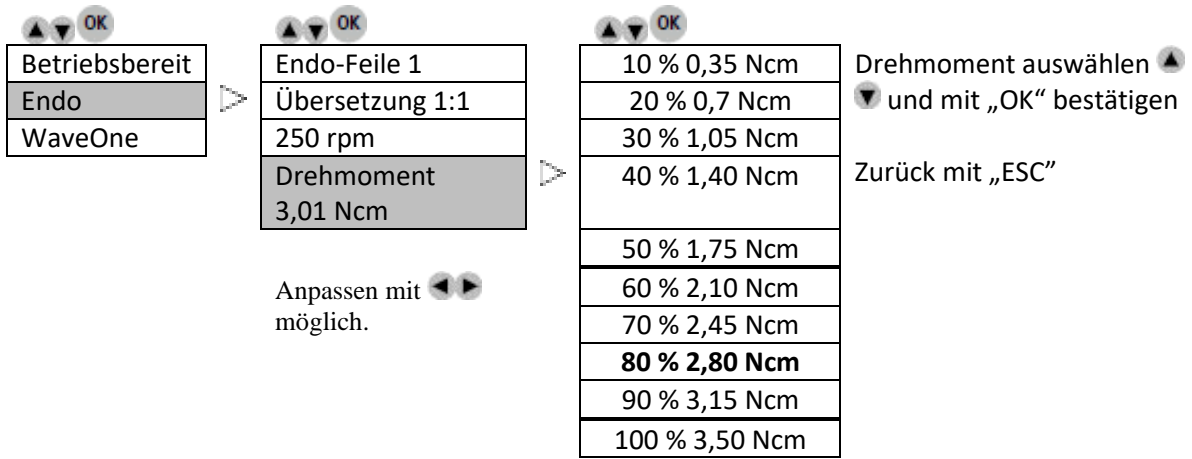 OK
Betriebsbereit
Endo
WaveOne
OK
Endo-Feile 1
Übersetzung 1:1
250 rpm
Drehmoment
3,01 Ncm
Anpassen mit
möglich.
OK
10 % 0,35 Ncm
20 % 0,7 Ncm
30 % 1,05 Ncm
40 % 1,40 Ncm
50 % 1,75 Ncm
60 % 2,10 Ncm
70 % 2,45 Ncm
80 % 2,80 Ncm
90 % 3,15 Ncm
100 % 3,50 Ncm
Drehmoment auswählen
und mit „OK“ bestätigen
Zurück mit „ESC”